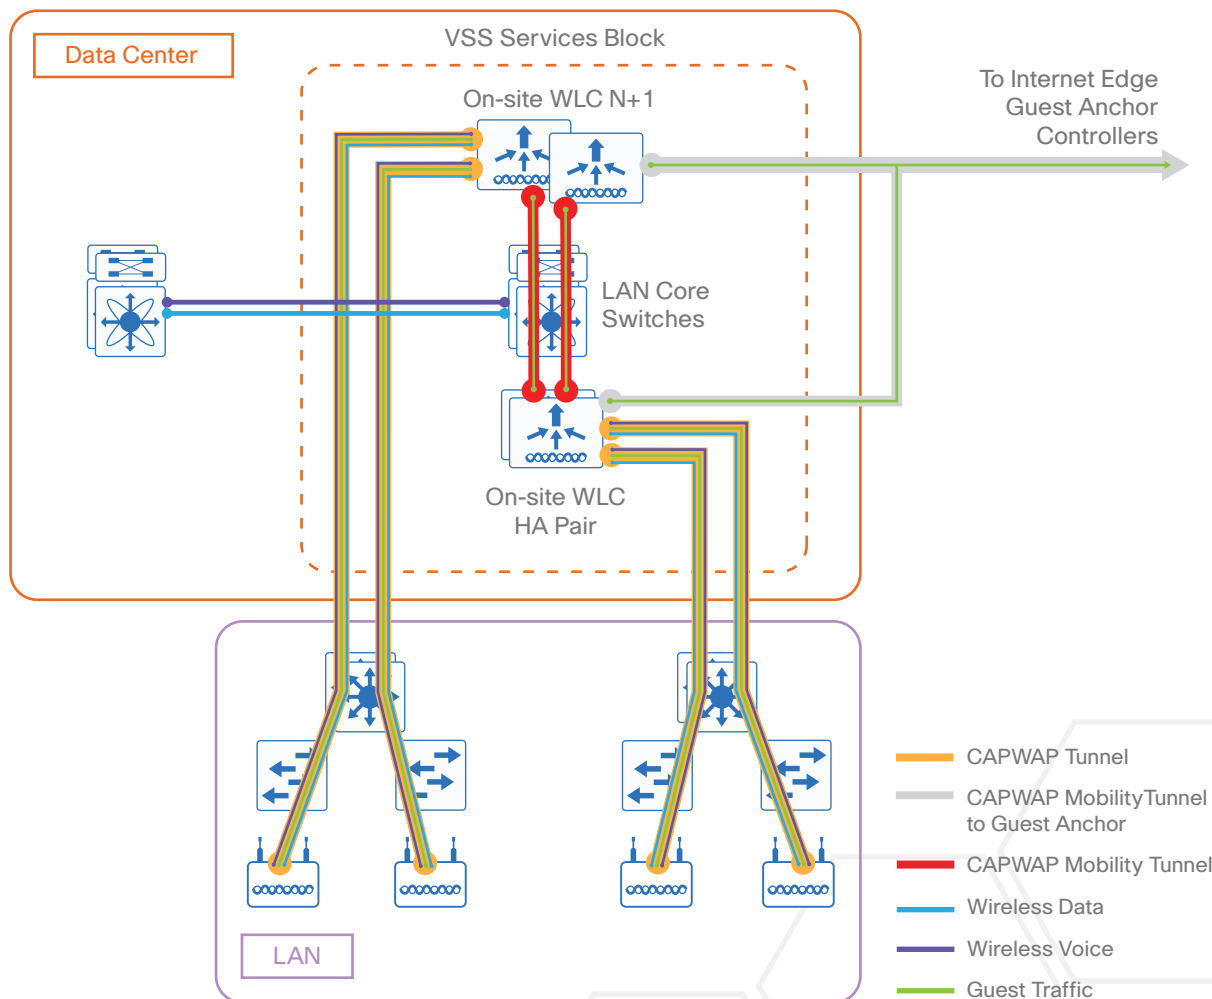 Data Center
VSS Services Block
On-site WLC N+1
To Internet Edge
Guest Anchor
Controllers
LAN Core
Switches
On-site WLC
HA Pair
CAPWAP Tunnel
CAPWAP MobilityTunnel
to Guest Anchor
CAPWAP Mobility Tunnel
Wireless Data
Wireless Voice
Guest Traffic
LAN